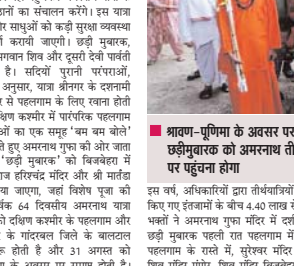 ठानों का संचालन करेंगे। इस यात्रा
र साधुओं को कड़ी सुरक्षा व्यवस्था
करायी जाएगी। छड़ी मुबारक,
गवान शिव और दूसरी देवी पार्वती
है। सदियों पुरानी परंपराओं,
अनुसार, यात्रा श्रीनगर के दशनामी
से पहलगाम के लिए रवाना होती
क्षिण कश्मीर में पारंपरिक पहलगाम
ओं का एक समूह 'बम बम बोले'
ते हुए अमरनाथ गुफा की ओर जाता
'छड़ी मुबारक' को बिजबेहरा में
राज हरिश्चंद्र मंदिर और श्री मार्तंडा
या जाएगा, जहां विशेष पूजा की
र्षिक 64 दिवसीय अमरनाथ यात्रा
को दक्षिण कश्मीर के पहलगाम और
के गांदरबल जिले के बालटाल
रू होती है और 31 अगस्त को
के अवसर पर समाप्त होती है।
श्रावण-पूर्णिमा के अवसर पर
छड़ीमुबारक को अमरनाथ ती
पर पहुंचना होगा
इस वर्ष, अधिकारियों द्वारा तीर्थयात्रियों
किए गए इंतजामों के बीच 4.40 लाख से
भक्तों ने अमरनाथ गुफा मंदिर में दर्श
छड़ी मुबारक पहली रात पहलगाम में
पहलगाम के रास्ते में, सुरेश्वर मंदिर